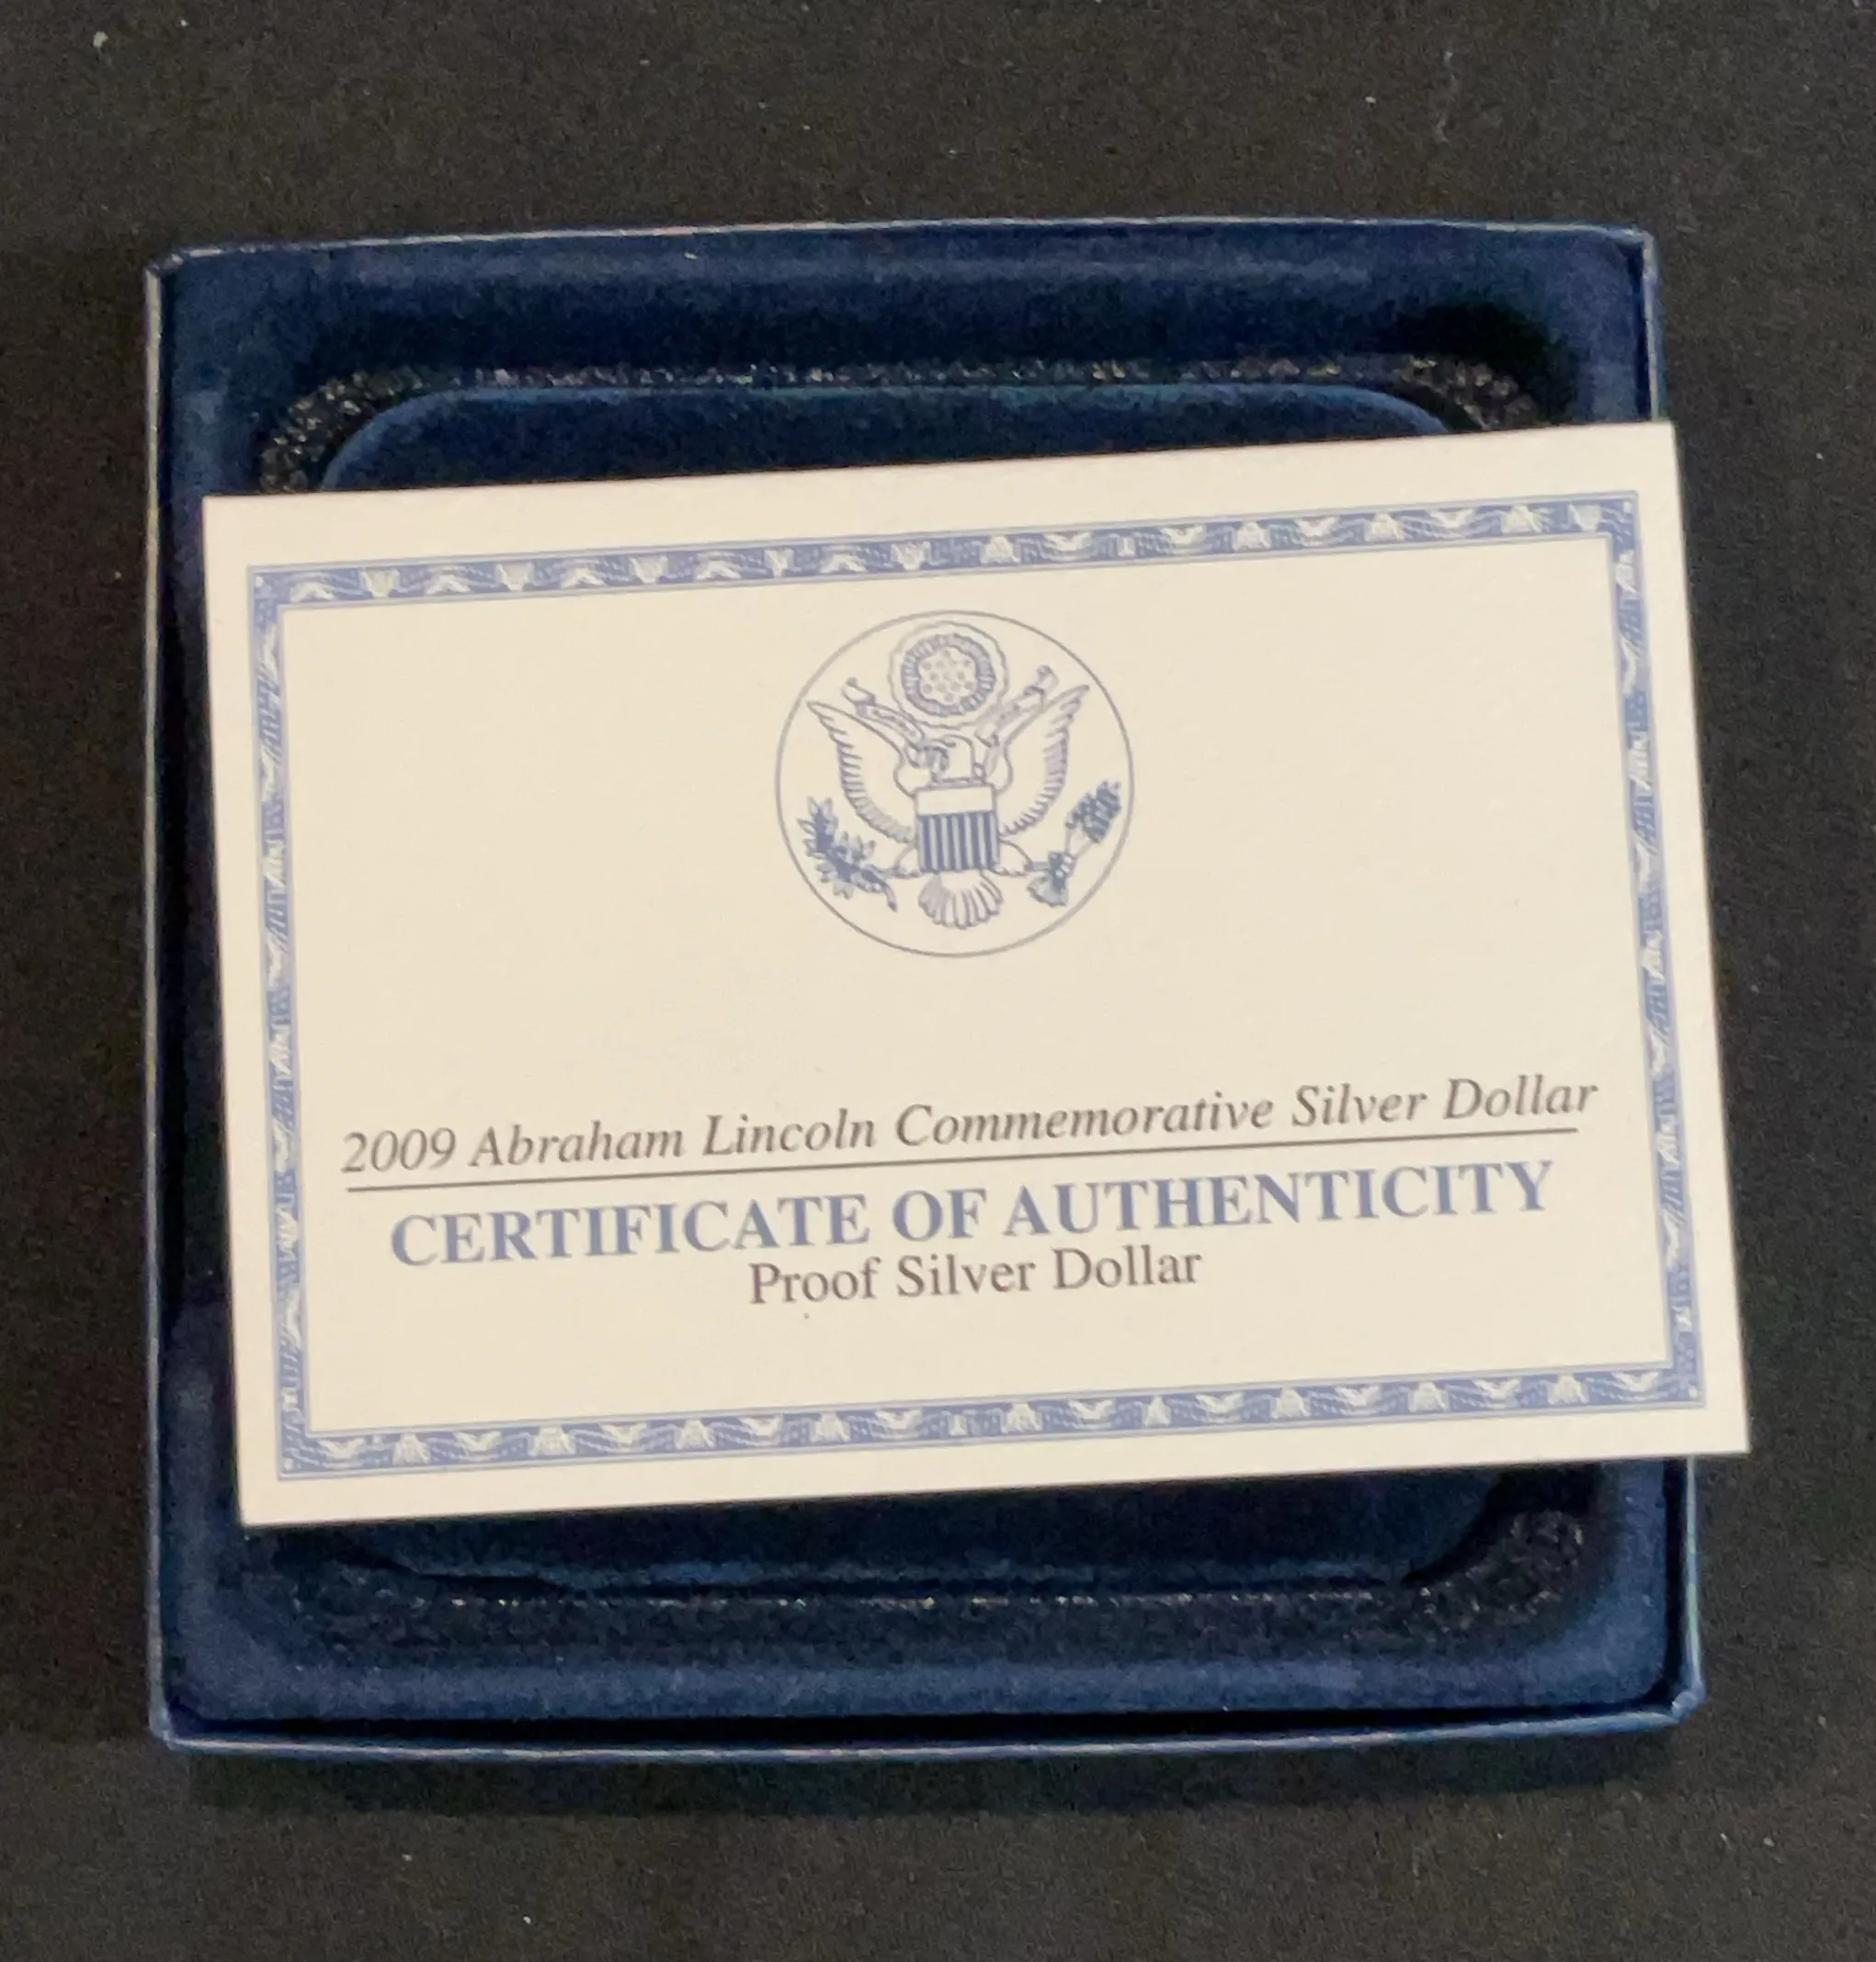 2009 Abraham Lincoln Commemorative Silver Dollar
CERTIFICATE OF AUTHENTICITY
Proof Silver Dollar